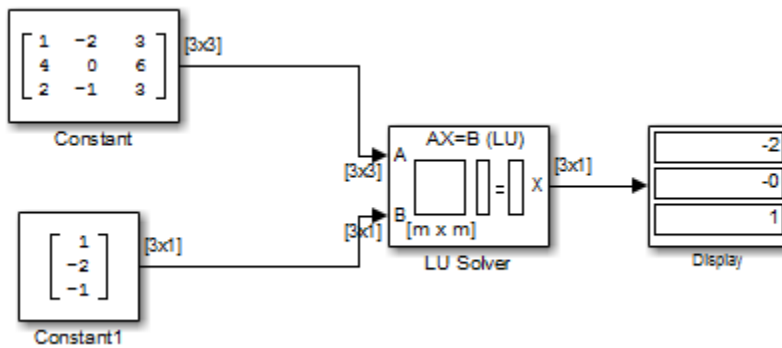 1 -2 3
4 0 6
2 -1 3
[3x3]
Constant
AX=B (LU)
A
[3x3]
=
X
B
[3x1]
[m x m]
LU Solver
[3x1]
-2
-0
1
Display
1
-2
-1
[3x1]
Constant1